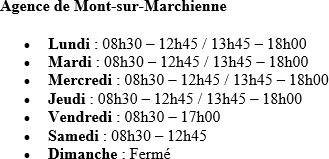 Agence de Mont-sur-Marchienne
• Lundi : 08h30 – 12h45 / 13h45 – 18h00
• Mardi : 08h30 – 12h45 / 13h45 – 18h00
• Mercredi : 08h30 – 12h45 / 13h45 – 18h00
• Jeudi : 08h30 – 12h45 / 13h45 – 18h00
• Vendredi : 08h30 – 17h00
• Samedi : 08h30 – 12h45
• Dimanche : Fermé